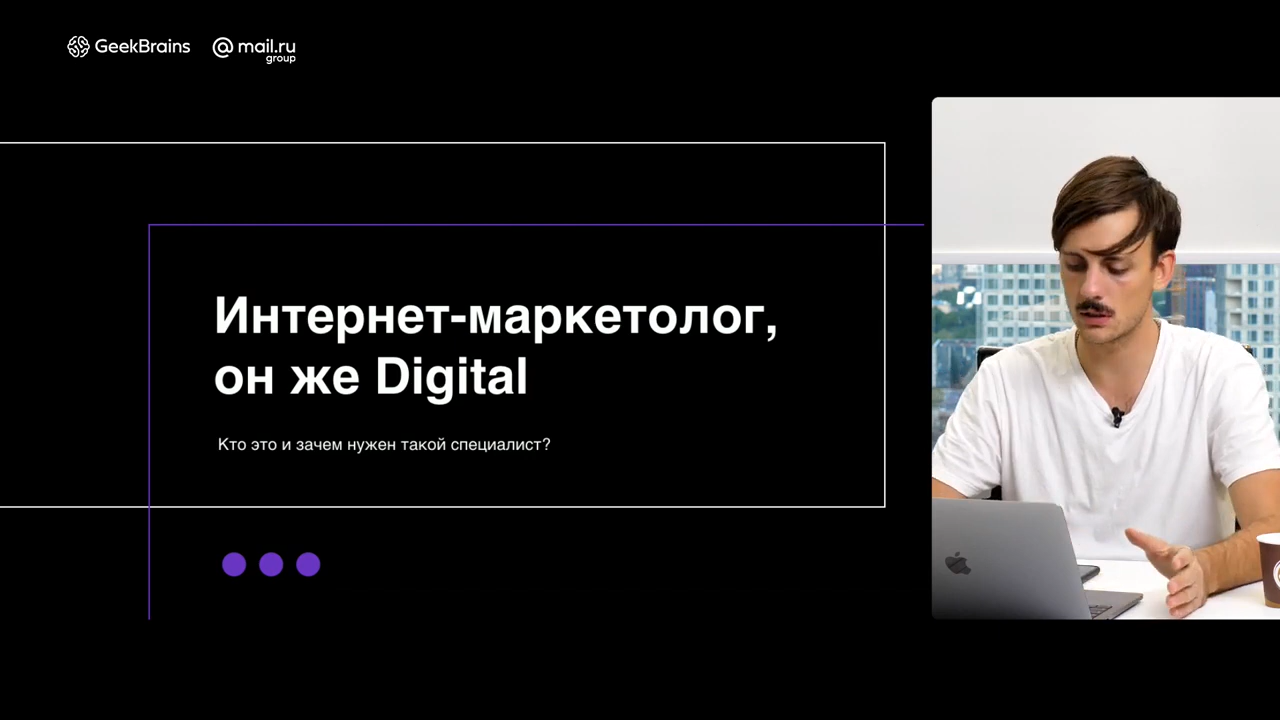 GeekBrains
@mail.ru
group
Интернет-маркетолог,
он же Digital
Кто это и зачем нужен такой специалист?